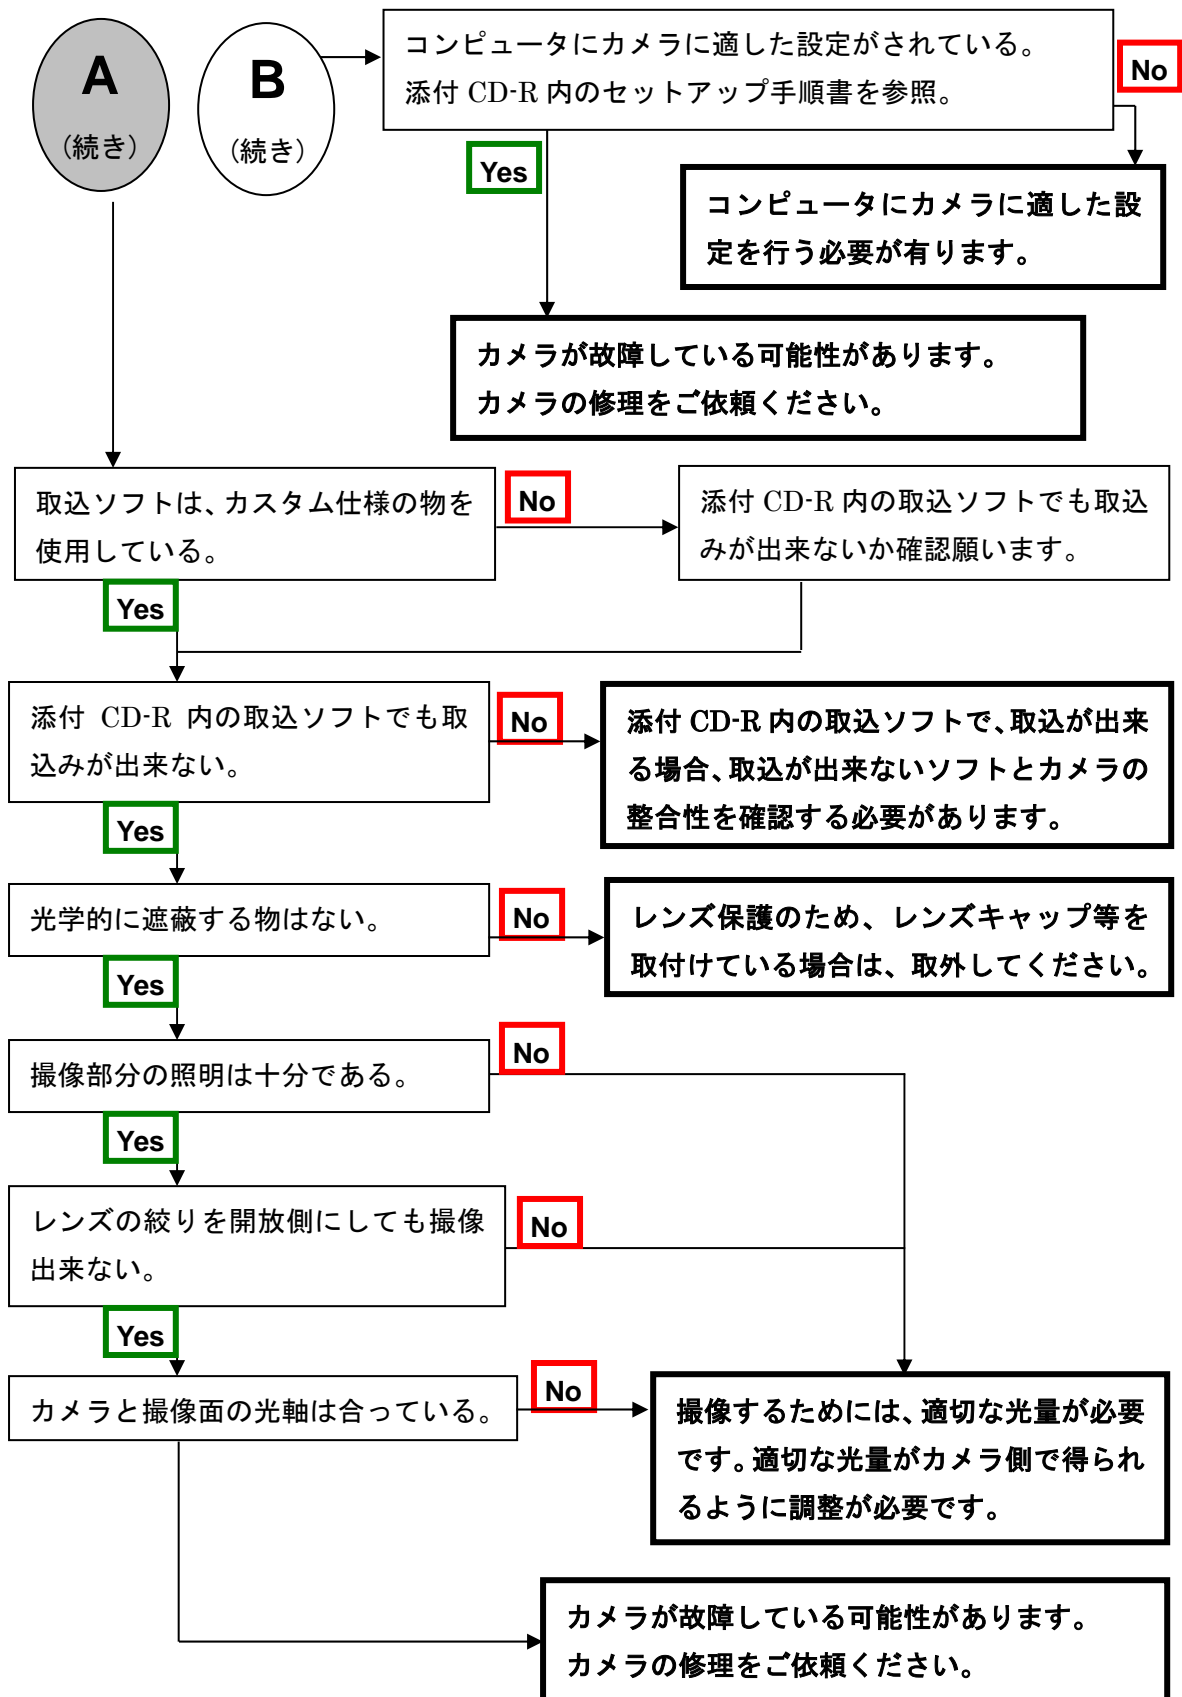 A
(続き)
B
(続き)
コンピュータにカメラに適した設定がされている。
添付 CD-R 内のセットアップ手順書を参照。
No
Yes
コンピュータにカメラに適した設
定を行う必要が有ります。
カメラが故障している可能性があります。
カメラの修理をご依頼ください。
取込ソフトは、カスタム仕様の物を
使用している。
No
添付 CD-R 内の取込ソフトでも取込
みが出来ないか確認願います。
Yes
添付 CD-R 内の取込ソフトでも取
込みが出来ない。
No
添付 CD-R 内の取込ソフトで、取込が出来
る場合、取込が出来ないソフトとカメラの
整合性を確認する必要があります。
Yes
光学的に遮蔽する物はない。
No
レンズ保護のため、レンズキャップ等を
取付けている場合は、取外してください。
Yes
撮像部分の照明は十分である。
No
Yes
レンズの絞りを開放側にしても撮像
出来ない。
No
Yes
カメラと撮像面の光軸は合っている。
No
撮像するためには、適切な光量が必要
です。適切な光量がカメラ側で得られ
るように調整が必要です。
カメラが故障している可能性があります。
カメラの修理をご依頼ください。